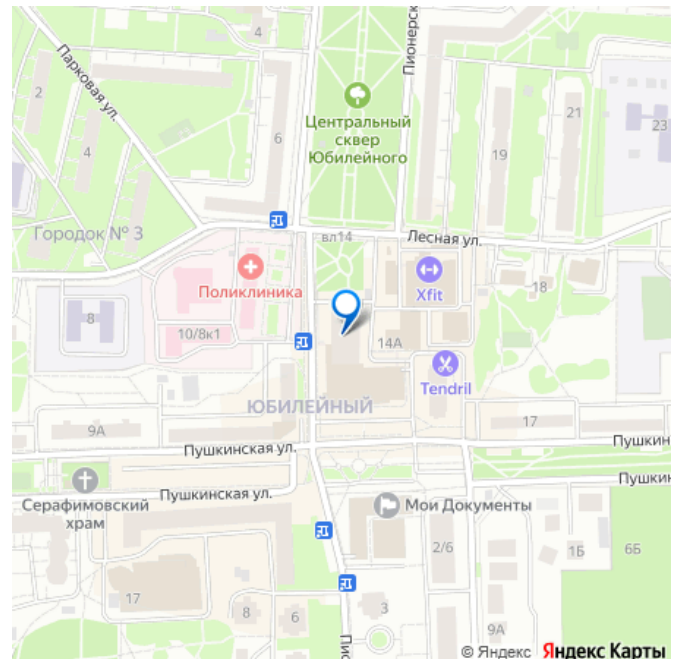 4
Пионерск
Парковая ул.
2
4
6
Центральный
сквер
Юбилейного
21
23
19
Городок № 3
вл14
Лесная ул.
Поликлиника
Xfit
18
8
10/8к1
14А
Tendril
ЮБИЛЕЙНЫЙ
9А
17
Пушкинская ул.
Пушкин
Серафимовский
храм
Пушкинская ул.
Пушкин
Мои Документы
2/6
1Б
6Б
17
8
6
3
9А
Пио
© Яндекс Яндекс Карты